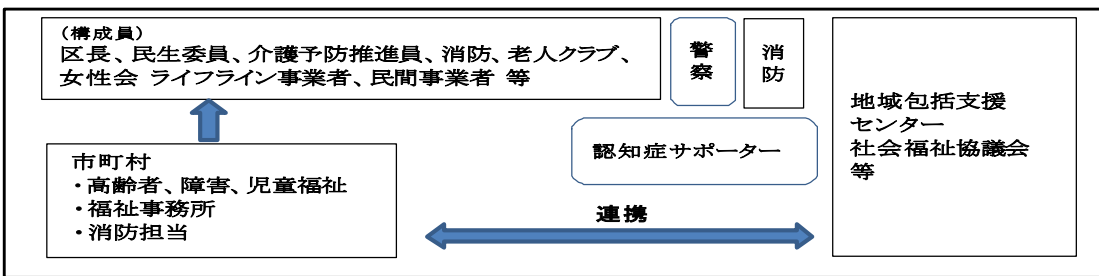 （構成員）
区長、民生委員、介護予防推進員、消防、老人クラブ、
女性会 ライフライン事業者、民間事業者 等
警察
消防
地域包括支援
センター
社会福祉協議会
等
認知症サポーター
市町村
・高齢者、障害、児童福祉
・福祉事務所
・消防担当
連携